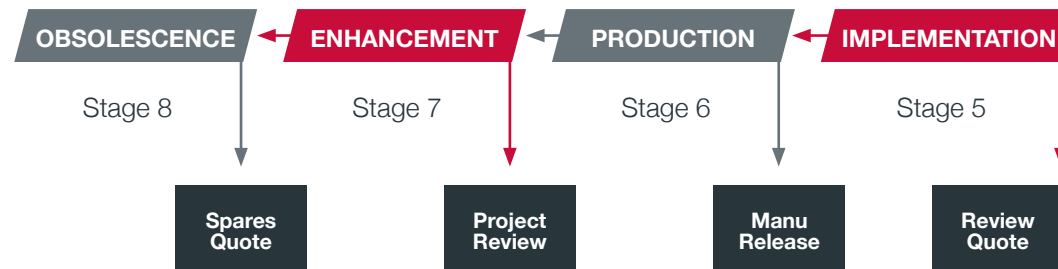 OBSOLESCENCE
ENHANCEMENT
PRODUCTION
IMPLEMENTATION
Stage 8
Stage 7
Stage 6
Stage 5
Spares
Quote
Project
Review
Manu
Release
Review
Quote